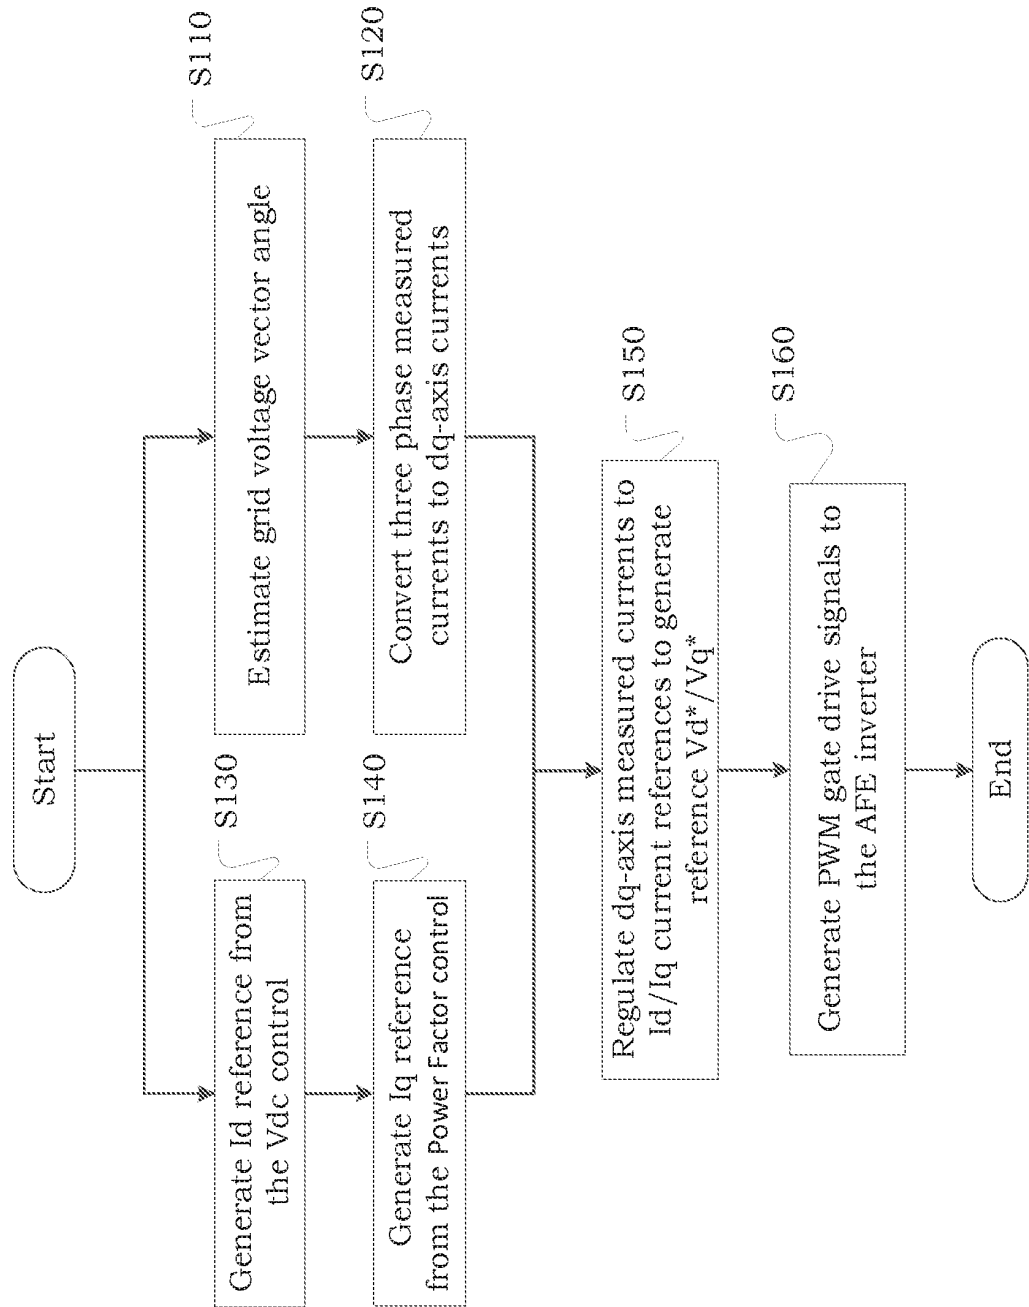 Start
S110
Estimate grid voltage vector angle
S120
Convert three phase measured
currents to dq-axis currents
S130
Generate Id reference from
the Vdc control
S140
Generate Iq reference
from the Power Factor control
S150
Regulate dq-axis measured currents to
Id/Iq current references to generate
reference Vd*/Vq*
S160
Generate PWM gate drive signals to
the AFE inverter
End